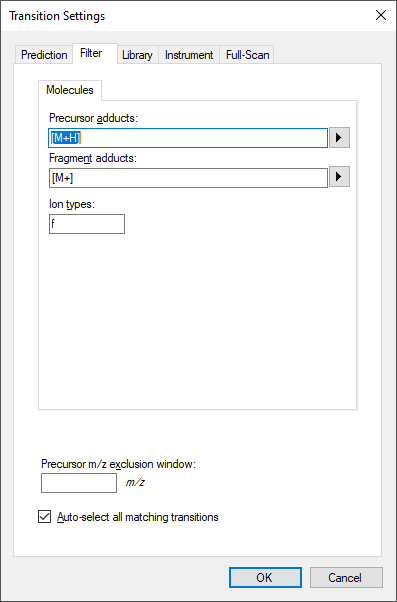 Transition Settings
Prediction Filter Library Instrument Full-Scan
Molecules
Precursor adducts:
[M+H]
Fragment adducts:
[M+]
Ion types:
f
Precursor m/z exclusion window:
m/z
Auto-select all matching transitions
OK Cancel